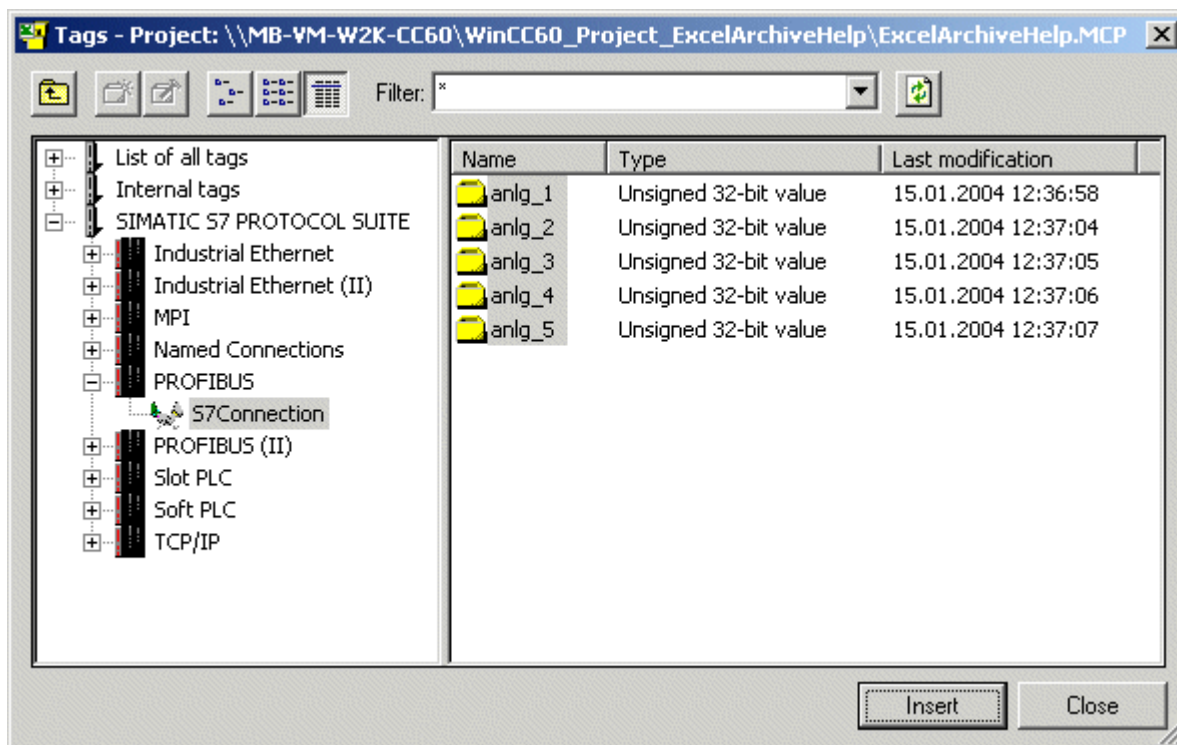 Tags - Project: \\MB-VM-W2K-CC60\WinCC60_Project_ExcelArchiveHelp\ExcelArchiveHelp.MCP
Filter: *
List of all tags
Internal tags
SIMATIC S7 PROTOCOL SUITE
Industrial Ethernet
Industrial Ethernet (II)
MPI
Named Connections
PROFIBUS
S7Connection
PROFIBUS (II)
Slot PLC
Soft PLC
TCP/IP
Name Type Last modification
anlg_1 Unsigned 32-bit value 15.01.2004 12:36:58
anlg_2 Unsigned 32-bit value 15.01.2004 12:37:04
anlg_3 Unsigned 32-bit value 15.01.2004 12:37:05
anlg_4 Unsigned 32-bit value 15.01.2004 12:37:06
anlg_5 Unsigned 32-bit value 15.01.2004 12:37:07
Insert Close